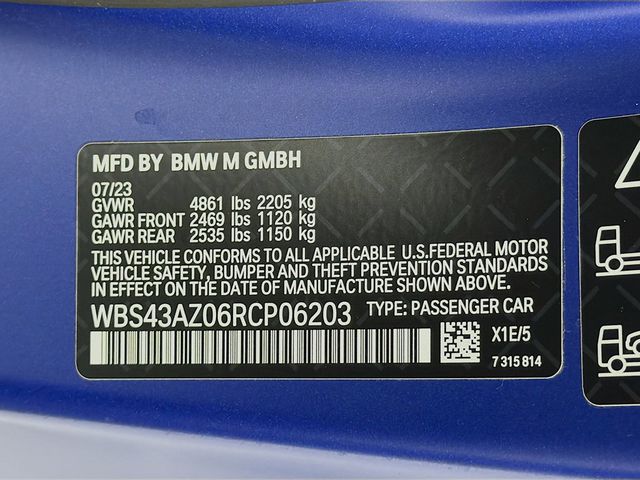 MFD BY BMW M GMBH
07/23
GVWR 4861 lbs 2205 kg
GAWR FRONT 2469 lbs 1120 kg
GAWR REAR 2535 lbs 1150 kg
THIS VEHICLE CONFORMS TO ALL APPLICABLE U.S.FEDERAL MOTOR
VEHICLE SAFETY, BUMPER AND THEFT PREVENTION STANDARDS
IN EFFECT ON THE DATE OF MANUFACTURE SHOWN ABOVE.
WBS43AZ06RCP06203 TYPE: PASSENGER CAR
X1E/5
7 315 814